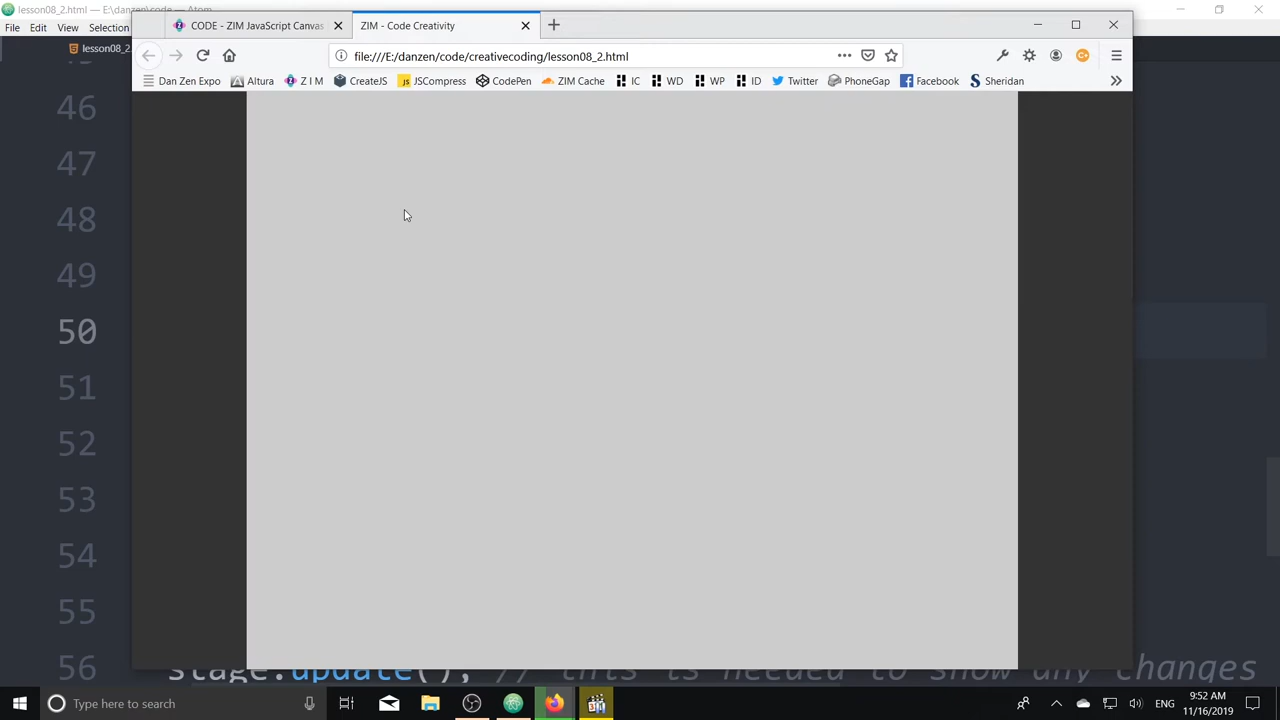 lesson08_2.html — E:\danzen\code — Atom
File Edit View Selection
lesson08_2.
CODE - ZIM JavaScript Canvas
ZIM - Code Creativity
file:///E:/danzen/code/creativecoding/lesson08_2.html
Dan Zen Expo Altura Z I M CreateJS JSCompress CodePen ZIM Cache IC WD WP ID Twitter PhoneGap Facebook Sheridan
46
47
48
49
50
51
52
53
54
55
56 stage.update(); // this is needed to show any changes
Type here to search
ENG
9:52 AM
11/16/2019